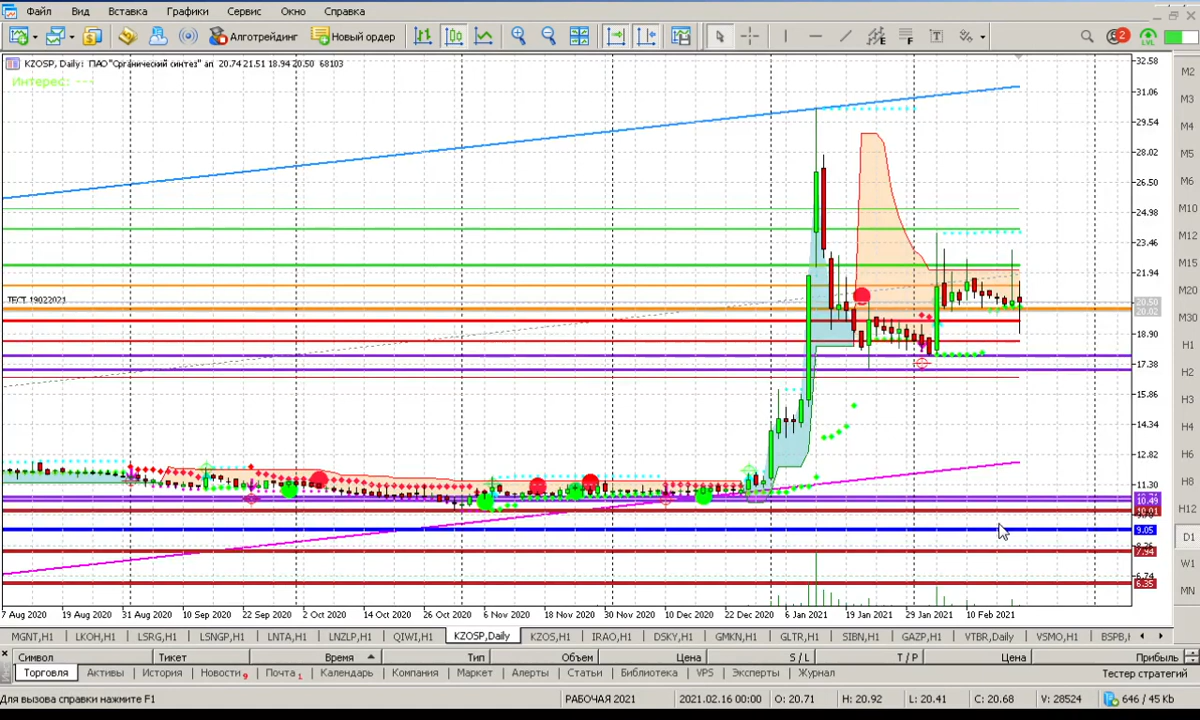 Файл Вид Вставка Графики Сервис Окно Справка
Алготрейдинг Новый ордер 2 LVL
KZOSP, Daily: ПАО "Срганический синтез" ап 20.74 21.51 18.94 20.50 68103
Интерес: ---
ТЕСТ. 19022021
32.58
31.06
29.54
28.02
26.50
24.98
23.46
21.94
20.50
20.02
18.90
17.38
15.86
14.34
12.82
11.30
10.49
10.01
9.05
7.94
6.74
6.35
M2
M3
M4
M5
M6
M10
M12
M15
M20
M30
H1
H2
H3
H4
H6
H8
H12
D1
W1
MN
7 Aug 2020 19 Aug 2020 31 Aug 2020 10 Sep 2020 22 Sep 2020 2 Oct 2020 14 Oct 2020 26 Oct 2020 6 Nov 2020 18 Nov 2020 30 Nov 2020 10 Dec 2020 22 Dec 2020 6 Jan 2021 19 Jan 2021 29 Jan 2021 10 Feb 2021
MGNT,H1 LKOH,H1 LSRG,H1 LSNGP,H1 LNTA,H1 LNZLP,H1 QIWI,H1 KZOSP,Daily KZOS,H1 IRAO,H1 DSKY,H1 GMKN,H1 GLTR,H1 SIBN,H1 GAZP,H1 VTBR,Daily VSMO,H1 BSPB,H
Символ Тикет Время Тип Объем Цена S / L T / P Цена Прибыль
Торговля Активы История Новости 9 Почта 1 Календарь Компания Маркет Алерты Статьи Библиотека VPS Эксперты Журнал Тестер стратегий
Для вызова справки нажмите F1 РАБОЧАЯ 2021 2021.02.16 00:00 O: 20.71 H: 20.92 L: 20.41 C: 20.68 V: 28524 646 / 45 Kb